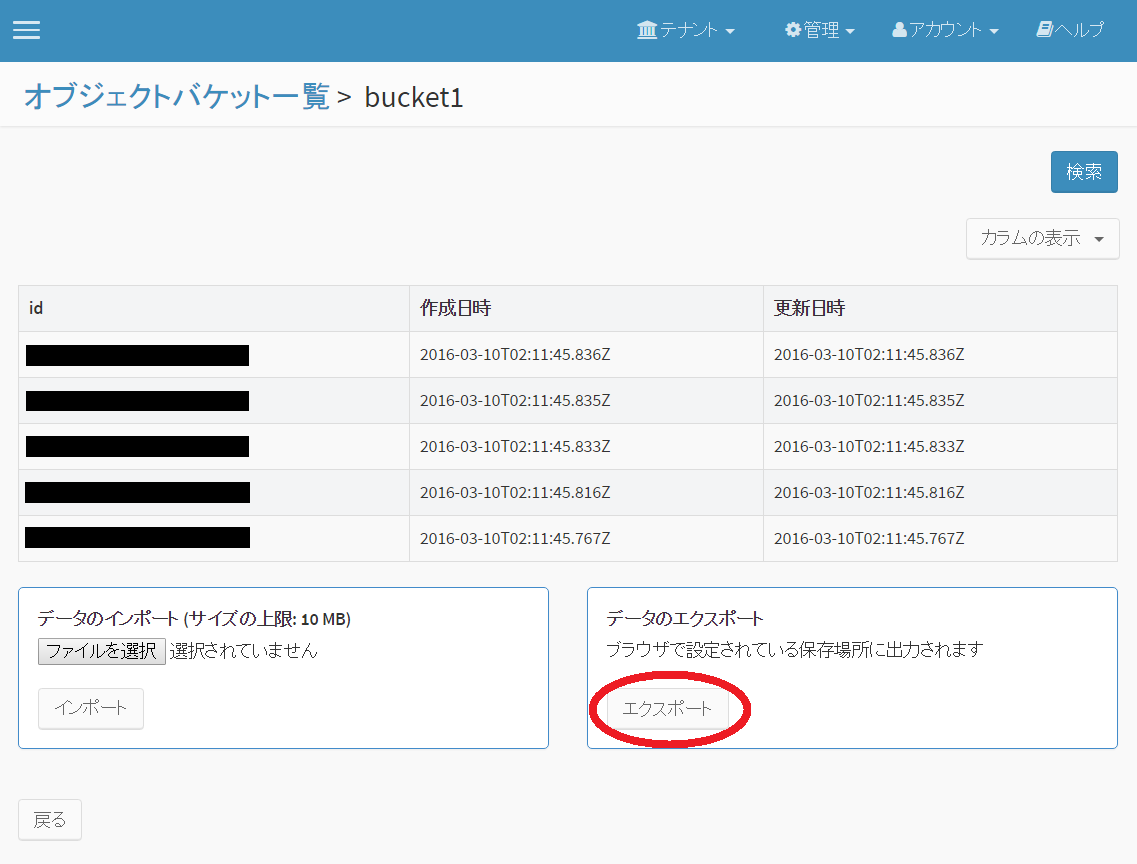 テナント 管理 アカウント ヘルプ
オブジェクトバケット一覧 > bucket1
検索
カラムの表示
id 作成日時 更新日時
2016-03-10T02:11:45.836Z 2016-03-10T02:11:45.836Z
2016-03-10T02:11:45.835Z 2016-03-10T02:11:45.835Z
2016-03-10T02:11:45.833Z 2016-03-10T02:11:45.833Z
2016-03-10T02:11:45.816Z 2016-03-10T02:11:45.816Z
2016-03-10T02:11:45.767Z 2016-03-10T02:11:45.767Z
データのインポート (サイズの上限: 10 MB)
ファイルを選択 選択されていません
インポート
データのエクスポート
ブラウザで設定されている保存場所に出力されます
エクスポート
戻る